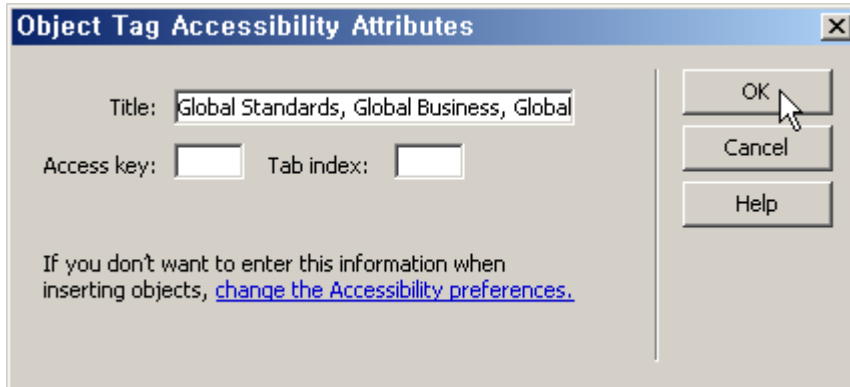 Object Tag Accessibility Attributes
Title: Global Standards, Global Business, Global
OK
Access key: Tab index:
Cancel
Help
If you don't want to enter this information when
inserting objects, change the Accessibility preferences.